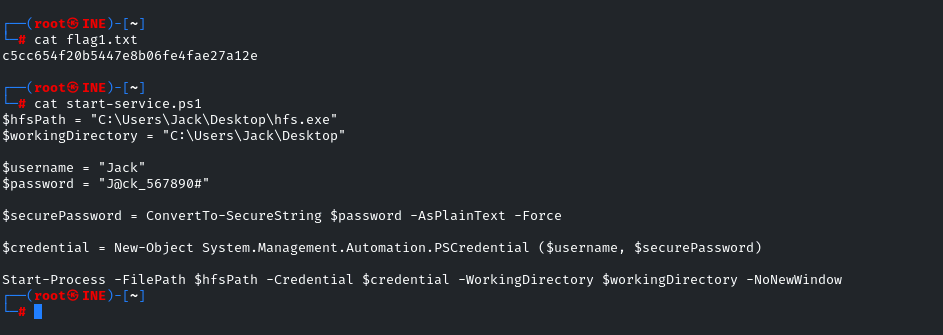 ┌──(root㉿INE)-[~]
└─# cat flag1.txt
c5cc654f20b5447e8b06fe4fae27a12e
┌──(root㉿INE)-[~]
└─# cat start-service.ps1
$hfsPath = "C:\Users\Jack\Desktop\hfs.exe"
$workingDirectory = "C:\Users\Jack\Desktop"
$username = "Jack"
$password = "J@ck_567890#"
$securePassword = ConvertTo-SecureString $password -AsPlainText -Force
$credential = New-Object System.Management.Automation.PSCredential ($username, $securePassword)
Start-Process -FilePath $hfsPath -Credential $credential -WorkingDirectory $workingDirectory -NoNewWindow
┌──(root㉿INE)-[~]
└─#